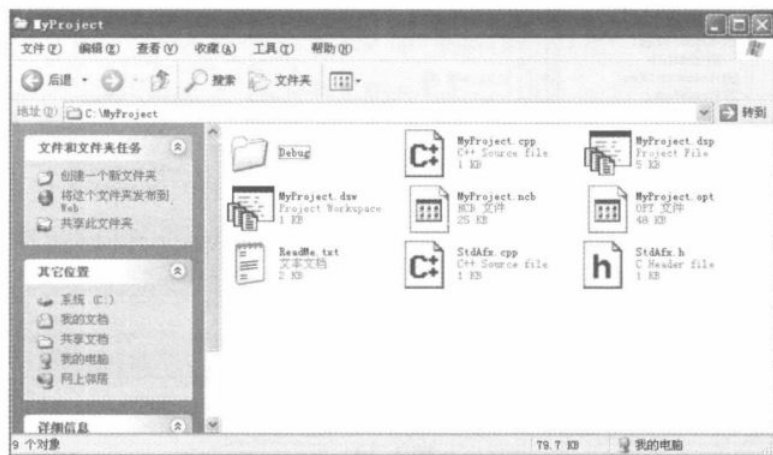 MyProject
文件(F) 编辑(E) 查看(V) 收藏(A) 工具(T) 帮助(H)
后退 搜索 文件夹
地址(D) C:\MyProject 转到
文件和文件夹任务
创建一个新文件夹
将这个文件夹发布到
Web
共享此文件夹
其它位置
系统 (C:)
我的文档
共享文档
我的电脑
网上邻居
详细信息
Debug
MyProject.cpp
C++ Source file
1 KB
MyProject.dsp
Project File
5 KB
MyProject.dsw
Project Workspace
1 KB
MyProject.ncb
NCB 文件
25 KB
MyProject.opt
OPT 文件
48 KB
ReadMe.txt
文本文档
2 KB
StdAfx.cpp
C++ Source file
1 KB
StdAfx.h
C Header file
1 KB
9 个对象 79.7 KB 我的电脑